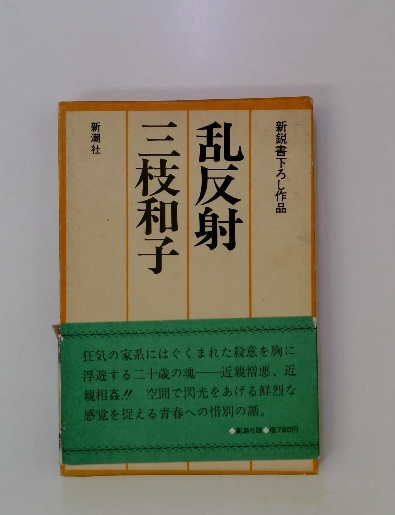 新鋭書下ろし作品
乱反射
三枝和子
新潮社
狂気の家系にはぐくまれた殺意を胸に
浮遊する二十歳の魂──近親憎悪、近
親相姦!! 空間で閃光をあげる鮮烈な
感覚を捉える青春への惜別の譜。
◆新潮社版◆価780円